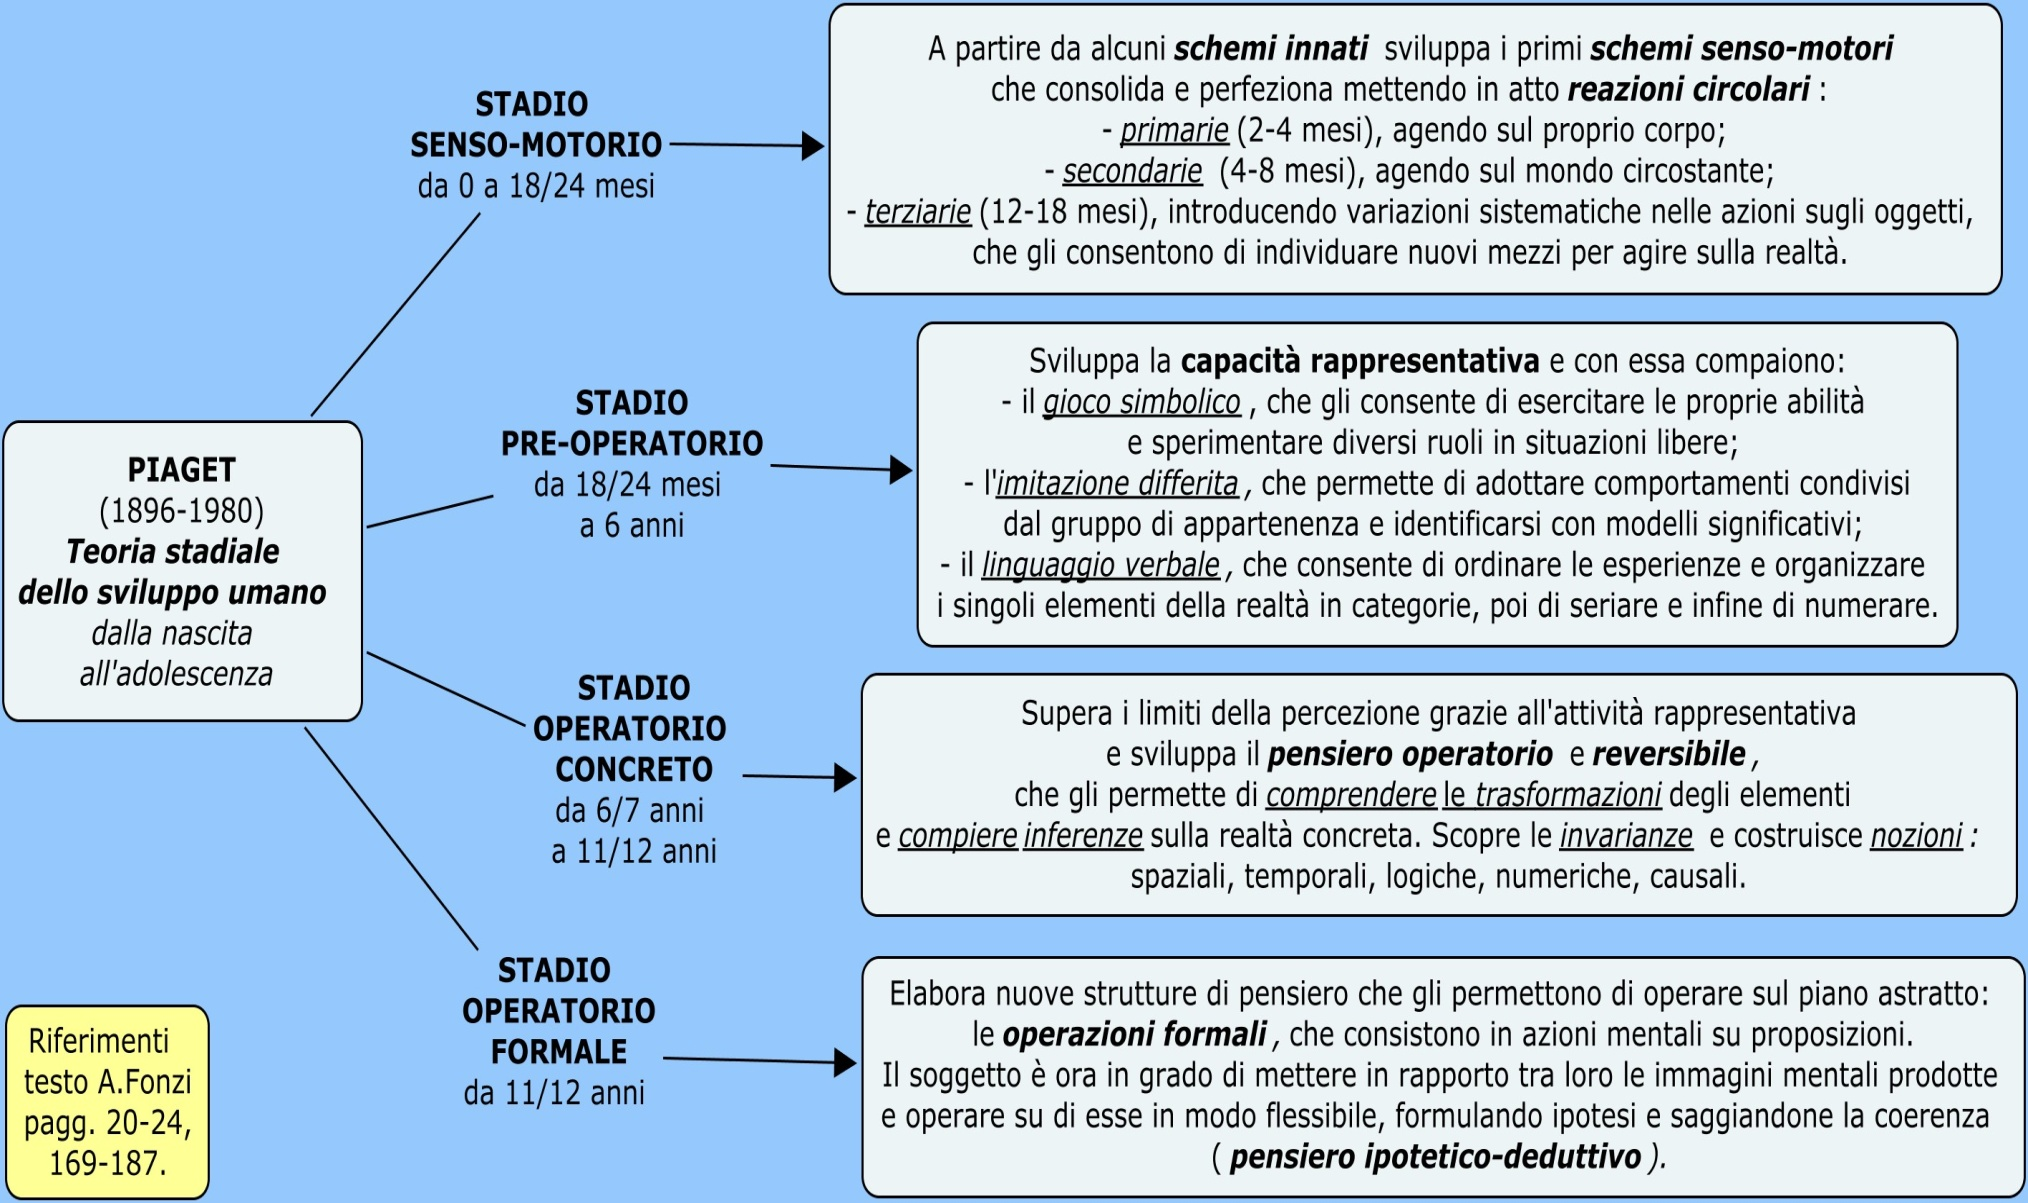 PIAGET
(1896-1980)
Teoria stadiale
dello sviluppo umano
dalla nascita
all'adolescenza
STADIO
SENSO-MOTORIO
da 0 a 18/24 mesi
A partire da alcuni schemi innati sviluppa i primi schemi senso-motori
che consolida e perfeziona mettendo in atto reazioni circolari :
- primarie (2-4 mesi), agendo sul proprio corpo;
- secondarie (4-8 mesi), agendo sul mondo circostante;
- terziarie (12-18 mesi), introducendo variazioni sistematiche nelle azioni sugli oggetti,
che gli consentono di individuare nuovi mezzi per agire sulla realtà.
STADIO
PRE-OPERATORIO
da 18/24 mesi
a 6 anni
Sviluppa la capacità rappresentativa e con essa compaiono:
- il gioco simbolico , che gli consente di esercitare le proprie abilità
e sperimentare diversi ruoli in situazioni libere;
- l'imitazione differita , che permette di adottare comportamenti condivisi
dal gruppo di appartenenza e identificarsi con modelli significativi;
- il linguaggio verbale , che consente di ordinare le esperienze e organizzare
i singoli elementi della realtà in categorie, poi di seriare e infine di numerare.
STADIO
OPERATORIO
CONCRETO
da 6/7 anni
a 11/12 anni
Supera i limiti della percezione grazie all'attività rappresentativa
e sviluppa il pensiero operatorio e reversibile ,
che gli permette di comprendere le trasformazioni degli elementi
e compiere inferenze sulla realtà concreta. Scopre le invarianze e costruisce nozioni :
spaziali, temporali, logiche, numeriche, causali.
STADIO
OPERATORIO
FORMALE
da 11/12 anni
Elabora nuove strutture di pensiero che gli permettono di operare sul piano astratto:
le operazioni formali , che consistono in azioni mentali su proposizioni.
Il soggetto è ora in grado di mettere in rapporto tra loro le immagini mentali prodotte
e operare su di esse in modo flessibile, formulando ipotesi e saggiandone la coerenza
( pensiero ipotetico-deduttivo ).
Riferimenti
testo A.Fonzi
pagg. 20-24,
169-187.